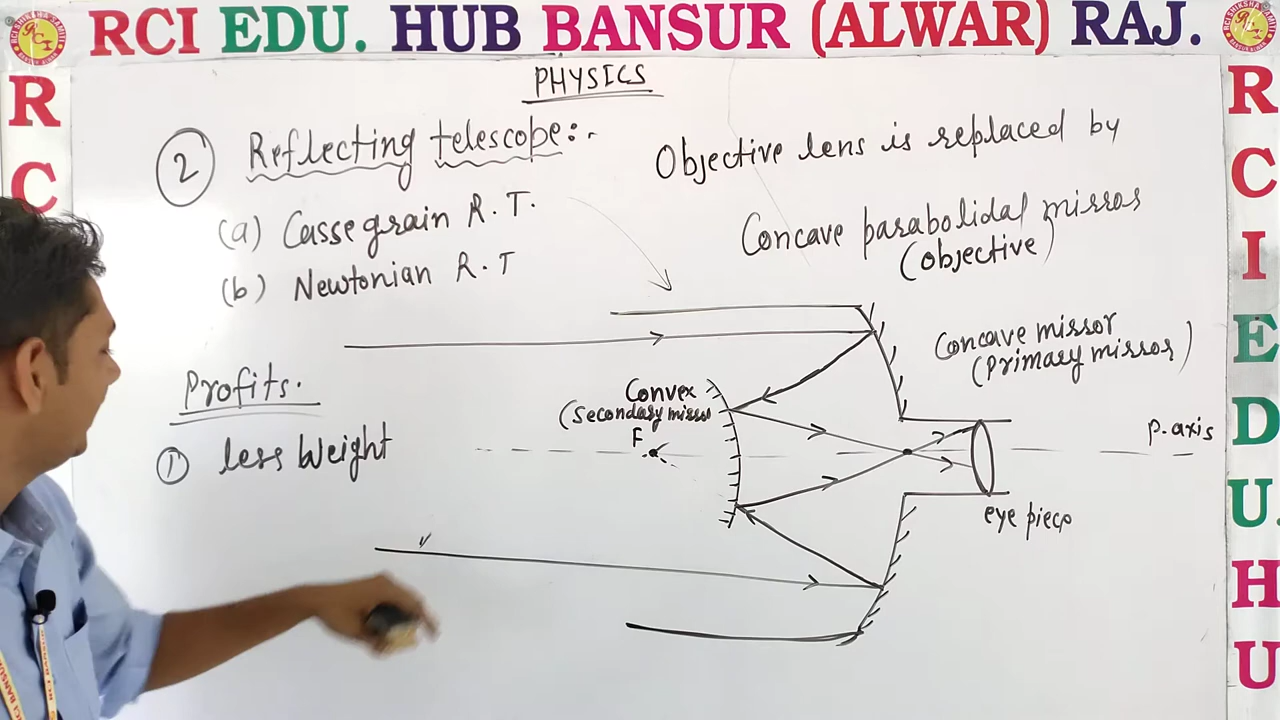 RCI EDU. HUB BANSUR (ALWAR) RAJ.
R
C
R
C
I
E
D
U.
H
U
PHYSICS
2 Reflecting telescope:-
(a) Cassegrain R.T.
(b) Newtonian R.T
Objective lens is replaced by
Concave parabolidal mirror
(objective)
Concave mirror
(Primary mirror)
Profits.
① less Weight
Convex
(Secondary mirro
F
P.axis
eye piece